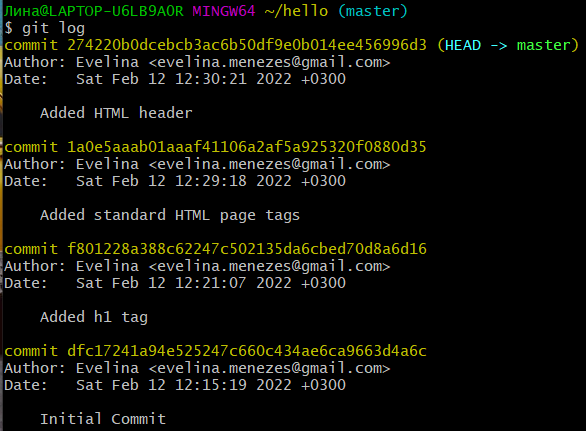 Лина@LAPTOP-U6LB9AOR MINGW64 ~/hello (master)
$ git log
commit 274220b0dcebcb3ac6b50df9e0b014ee456996d3 (HEAD -> master)
Author: Evelina <evelina.menezes@gmail.com>
Date:   Sat Feb 12 12:30:21 2022 +0300
    Added HTML header
commit 1a0e5aaab01aaaf41106a2af5a925320f0880d35
Author: Evelina <evelina.menezes@gmail.com>
Date:   Sat Feb 12 12:29:18 2022 +0300
    Added standard HTML page tags
commit f801228a388c62247c502135da6cbed70d8a6d16
Author: Evelina <evelina.menezes@gmail.com>
Date:   Sat Feb 12 12:21:07 2022 +0300
    Added h1 tag
commit dfc17241a94e525247c660c434ae6ca9663d4a6c
Author: Evelina <evelina.menezes@gmail.com>
Date:   Sat Feb 12 12:15:19 2022 +0300
    Initial Commit